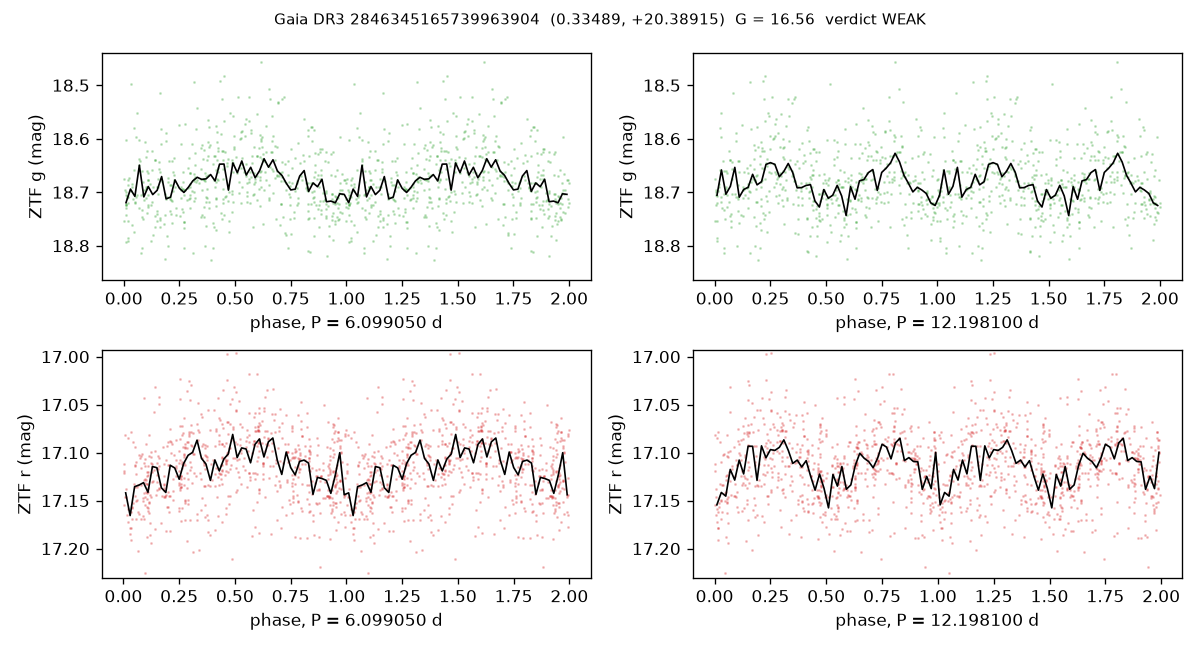 Gaia DR3 2846345165739963904 (0.33489, +20.38915) G = 16.56 verdict WEAK
ZTF g (mag)
18.5
18.6
18.7
18.8
0.00 0.25 0.50 0.75 1.00 1.25 1.50 1.75 2.00
phase, P = 6.099050 d
ZTF g (mag)
18.5
18.6
18.7
18.8
0.00 0.25 0.50 0.75 1.00 1.25 1.50 1.75 2.00
phase, P = 12.198100 d
ZTF r (mag)
17.00
17.05
17.10
17.15
17.20
0.00 0.25 0.50 0.75 1.00 1.25 1.50 1.75 2.00
phase, P = 6.099050 d
ZTF r (mag)
17.00
17.05
17.10
17.15
17.20
0.00 0.25 0.50 0.75 1.00 1.25 1.50 1.75 2.00
phase, P = 12.198100 d